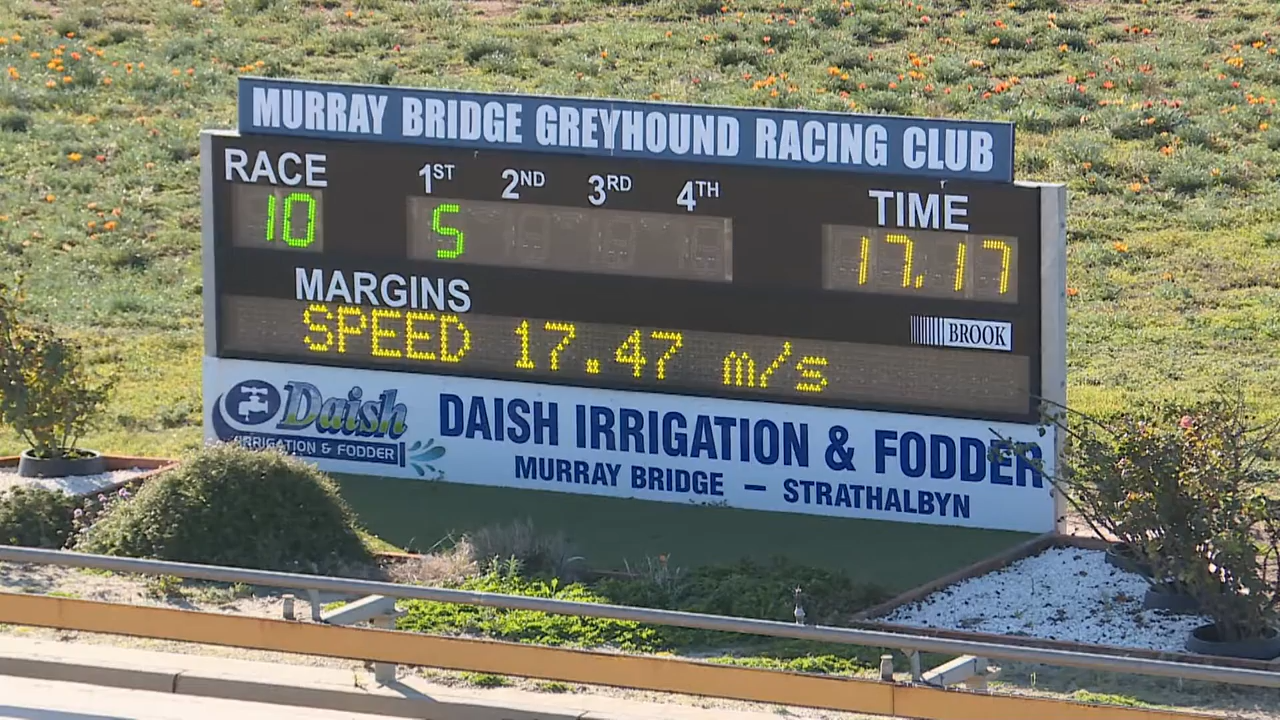 MURRAY BRIDGE GREYHOUND RACING CLUB
RACE 1ST 2ND 3RD 4TH TIME
10 5 17.17
MARGINS
BROOK
SPEED 17.47 m/s
Daish
IRRIGATION & FODDER
DAISH IRRIGATION & FODDER
MURRAY BRIDGE — STRATHALBYN